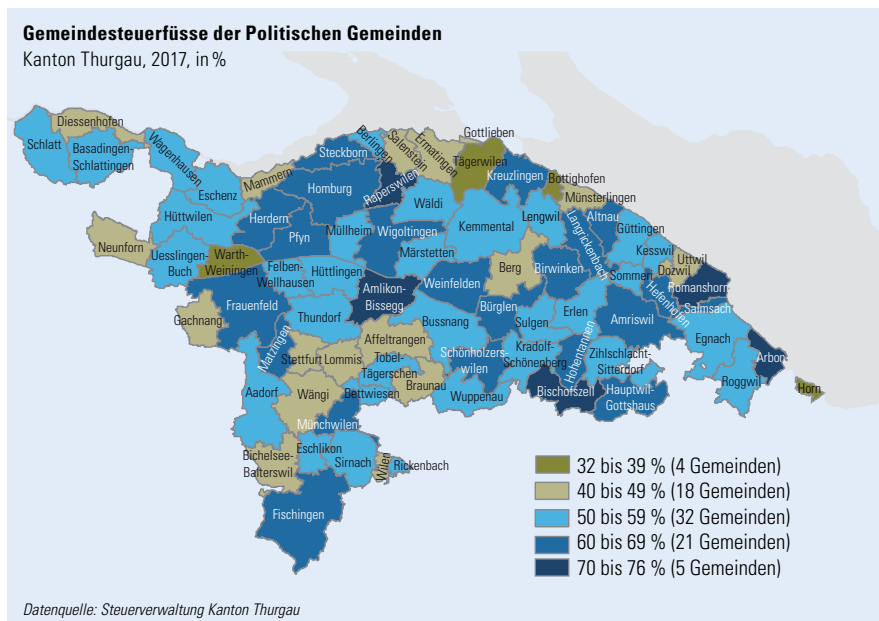 Gemeindesteuerfüsse der Politischen Gemeinden
Kanton Thurgau, 2017, in %
Gottlieben
Diessenhofen
Schlatt
Basadingen-
Schlattingen
Wagenhausen
Steckborn
Berlingen
Salenstein
Ermatingen
Tägerwilen
Kreuzlingen
Bottighofen
Eschenz
Mammern
Homburg
Raperswilen
Münsterlingen
Hüttwilen
Herdern
Wäldi
Lengwil
Altnau
Langrickenbach
Güttingen
Neunforn
Pfyn
Müllheim
Wigoltingen
Kemmental
Kesswil
Uesslingen-
Buch
Warth-
Weiningen
Felben-
Wellhausen
Hüttlingen
Märstetten
Berg
Birwinken
Sommeri
Dozwil
Uttwil
Frauenfeld
Amlikon-
Bissegg
Weinfelden
Hefenhofen
Romanshorn
Salmsach
Gachnang
Thundorf
Bussnang
Bürglen
Sulgen
Erlen
Amriswil
Egnach
Matzingen
Stettfurt
Lommis
Affeltrangen
Schönholzers-
wilen
Kradolf-
Schönenberg
Hohentannen
Zihlschlacht-
Sitterdorf
Arbon
Tobel-
Tägerschen
Aadorf
Wängi
Bettwiesen
Braunau
Wuppenau
Bischofszell
Hauptwil-
Gottshaus
Roggwil
Horn
Münchwilen
Bichelsee-
Balterswil
Eschlikon
Sirnach
Wilen
Rickenbach
Fischingen
32 bis 39 % (4 Gemeinden)
40 bis 49 % (18 Gemeinden)
50 bis 59 % (32 Gemeinden)
60 bis 69 % (21 Gemeinden)
70 bis 76 % (5 Gemeinden)
Datenquelle: Steuerverwaltung Kanton Thurgau